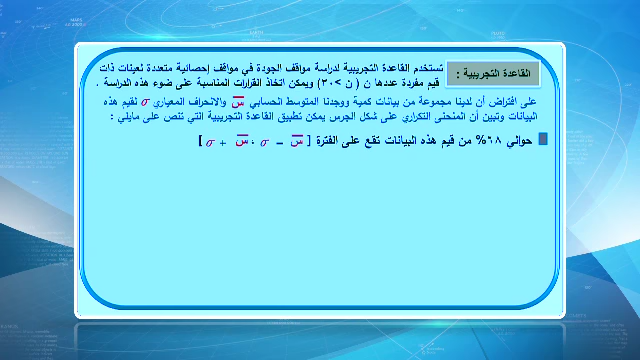 القاعدة التجريبية : تستخدم القاعدة التجريبية لدراسة مواقف الجودة في مواقف إحصائية متعددة لعينات ذات
قيم مفردة عددها ن ( ن > ٣٠ ) ويمكن اتخاذ القرارات المناسبة على ضوء هذه الدراسة .
على افتراض أن لدينا مجموعة من بيانات كمية ووجدنا المتوسط الحسابي س̅ والانحراف المعياري σ لقيم هذه
البيانات وتبين أن المنحنى التكراري على شكل الجرس يمكن تطبيق القاعدة التجريبية التي تنص على مايلي :
حوالي ٦٨% من قيم هذه البيانات تقع على الفترة [ س̅ − σ ، س̅ + σ ]